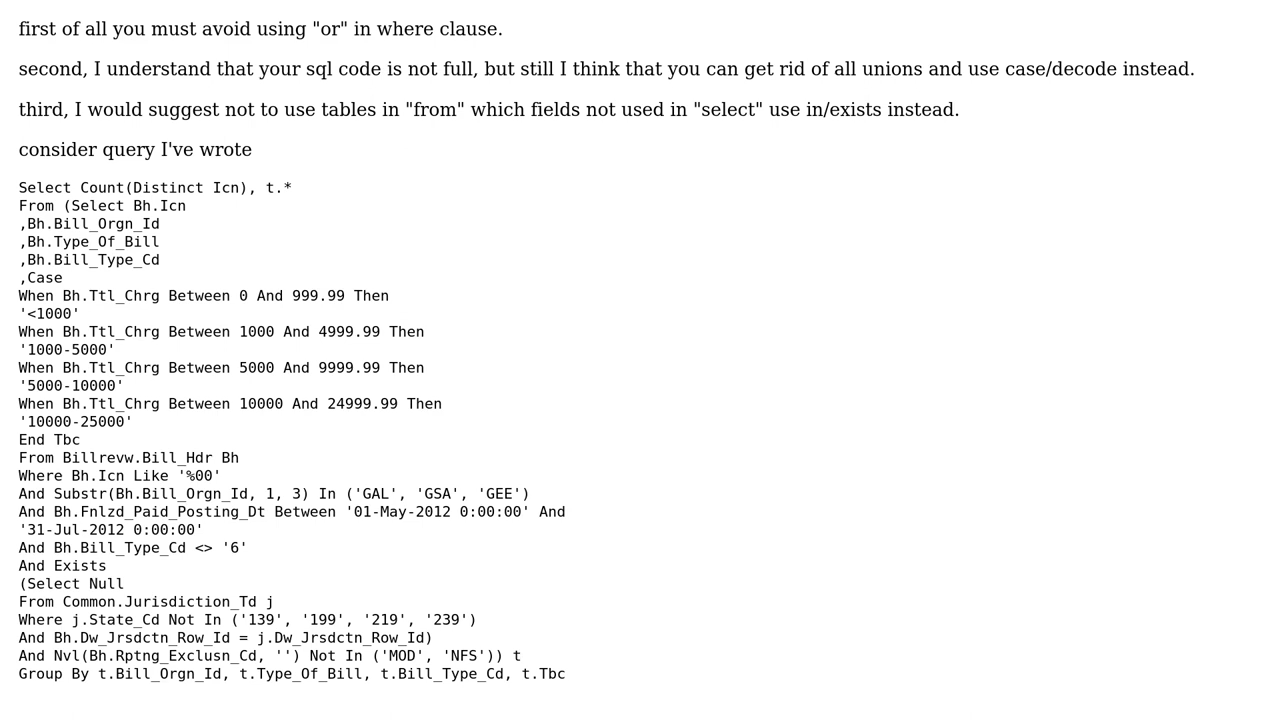 first of all you must avoid using "or" in where clause.
second, I understand that your sql code is not full, but still I think that you can get rid of all unions and use case/decode instead.
third, I would suggest not to use tables in "from" which fields not used in "select" use in/exists instead.
consider query I've wrote
Select Count(Distinct Icn), t.*
From (Select Bh.Icn
,Bh.Bill_Orgn_Id
,Bh.Type_Of_Bill
,Bh.Bill_Type_Cd
,Case
When Bh.Ttl_Chrg Between 0 And 999.99 Then
'<1000'
When Bh.Ttl_Chrg Between 1000 And 4999.99 Then
'1000-5000'
When Bh.Ttl_Chrg Between 5000 And 9999.99 Then
'5000-10000'
When Bh.Ttl_Chrg Between 10000 And 24999.99 Then
'10000-25000'
End Tbc
From Billrevw.Bill_Hdr Bh
Where Bh.Icn Like '%00'
And Substr(Bh.Bill_Orgn_Id, 1, 3) In ('GAL', 'GSA', 'GEE')
And Bh.Fnlzd_Paid_Posting_Dt Between '01-May-2012 0:00:00' And
'31-Jul-2012 0:00:00'
And Bh.Bill_Type_Cd <> '6'
And Exists
(Select Null
From Common.Jurisdiction_Td j
Where j.State_Cd Not In ('139', '199', '219', '239')
And Bh.Dw_Jrsdctn_Row_Id = j.Dw_Jrsdctn_Row_Id)
And Nvl(Bh.Rptng_Exclusn_Cd, '') Not In ('MOD', 'NFS')) t
Group By t.Bill_Orgn_Id, t.Type_Of_Bill, t.Bill_Type_Cd, t.Tbc